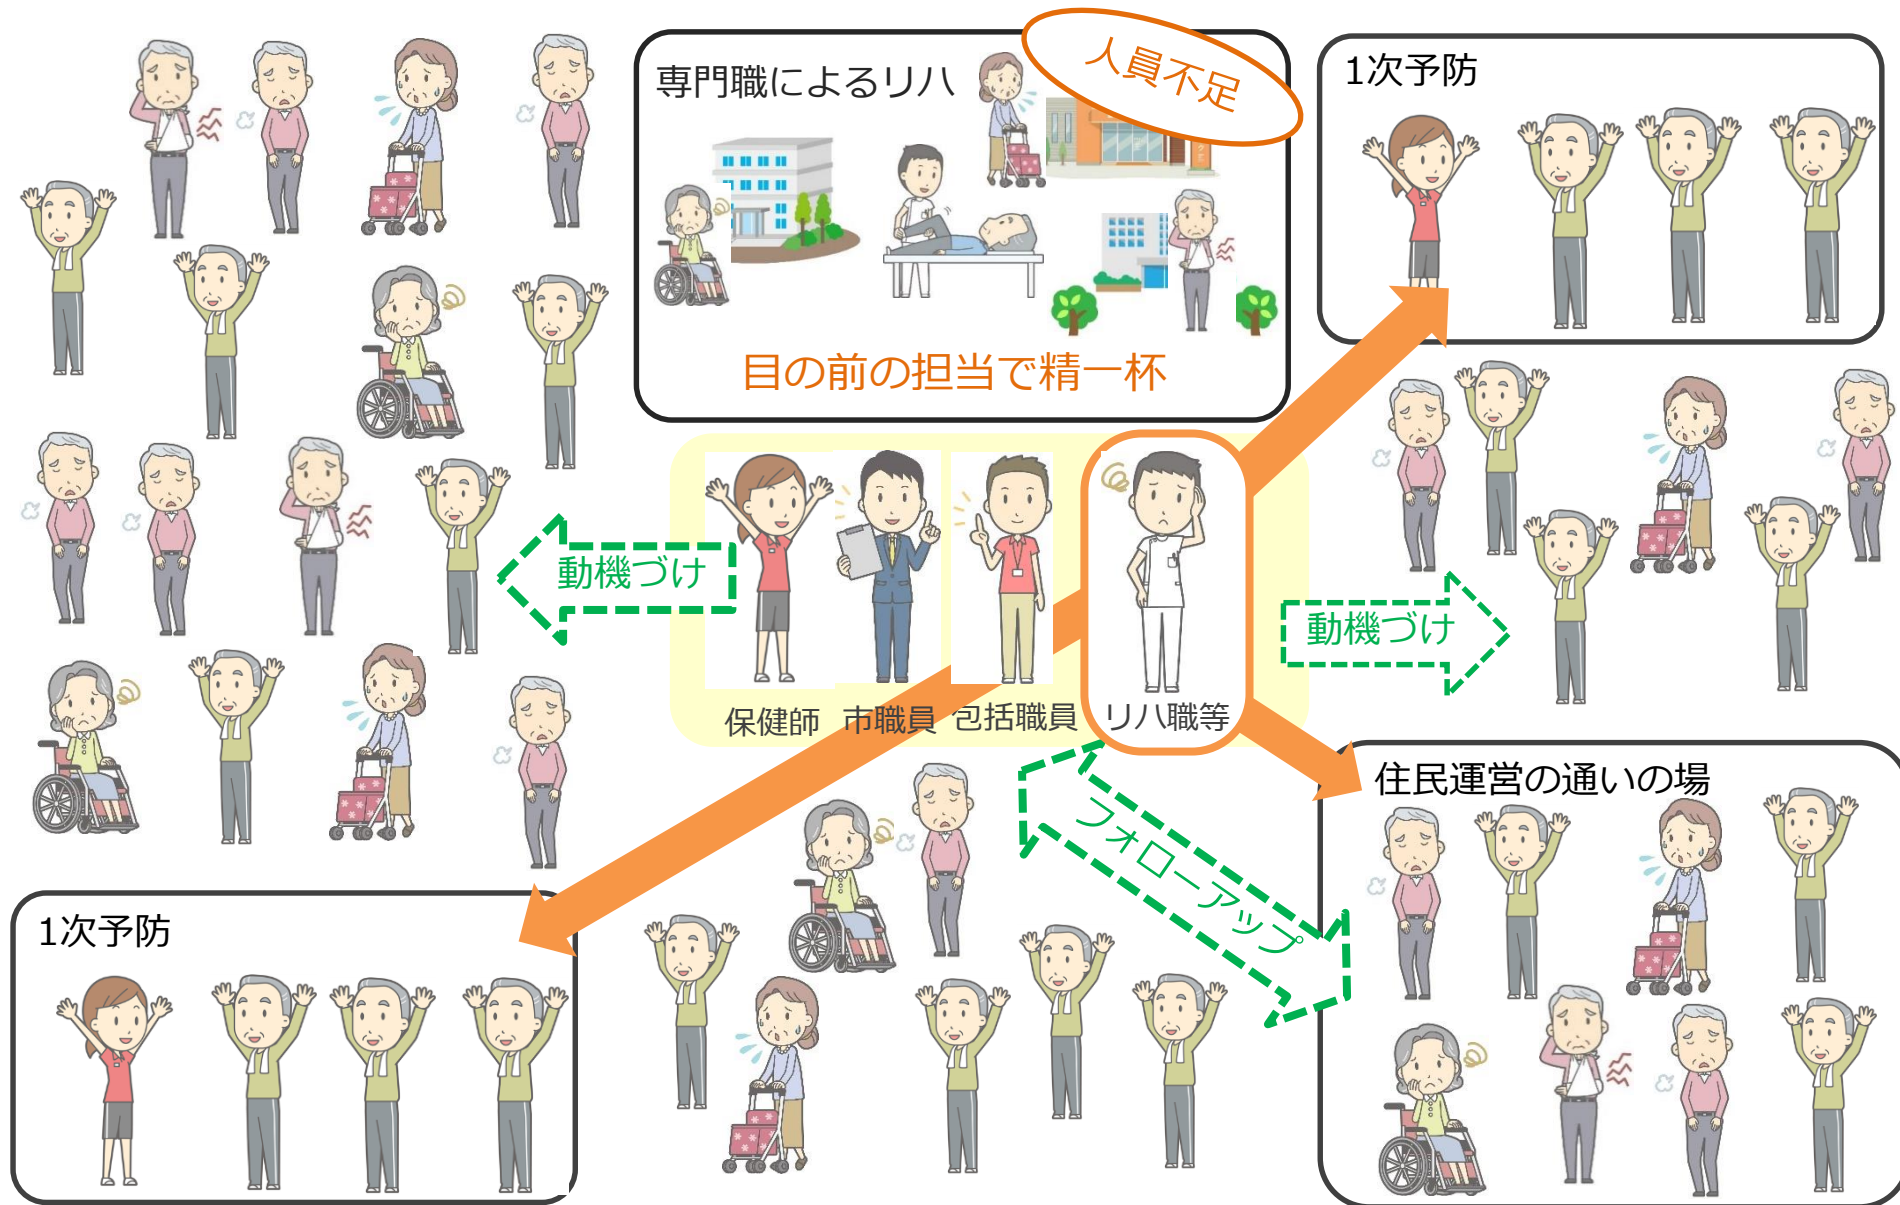 専門職によるリハ
人員不足
目の前の担当で精一杯
1次予防
動機づけ
保健師
市職員
包括職員
リハ職等
動機づけ
フォローアップ
住民運営の通いの場
1次予防